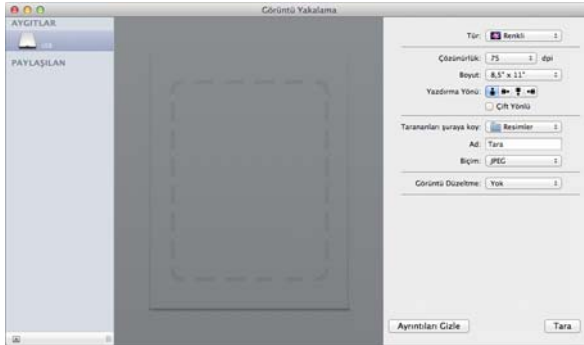 Görüntü Yakalama
AYGITLAR
PAYLAŞILAN
Tür: Renkli
Çözünürlük: 75 dpi
Boyut: 8,5" x 11"
Yazdırma Yönü:
Çift Yönlü
Tarananları şuraya koy: Resimler
Ad: Tara
Biçim: JPEG
Görüntü Düzeltme: Yok
Ayrıntıları Gizle
Tara